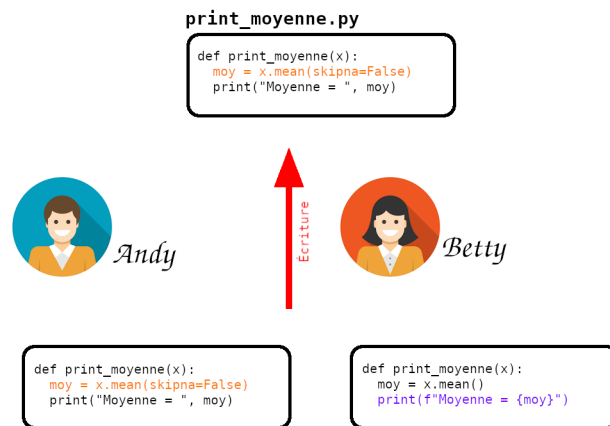 print_moyenne.py
def print_moyenne(x):
  moy = x.mean(skipna=False)
  print("Moyenne = ", moy)
Écriture
Andy
Betty
def print_moyenne(x):
  moy = x.mean(skipna=False)
  print("Moyenne = ", moy)
def print_moyenne(x):
  moy = x.mean()
  print(f"Moyenne = {moy}")